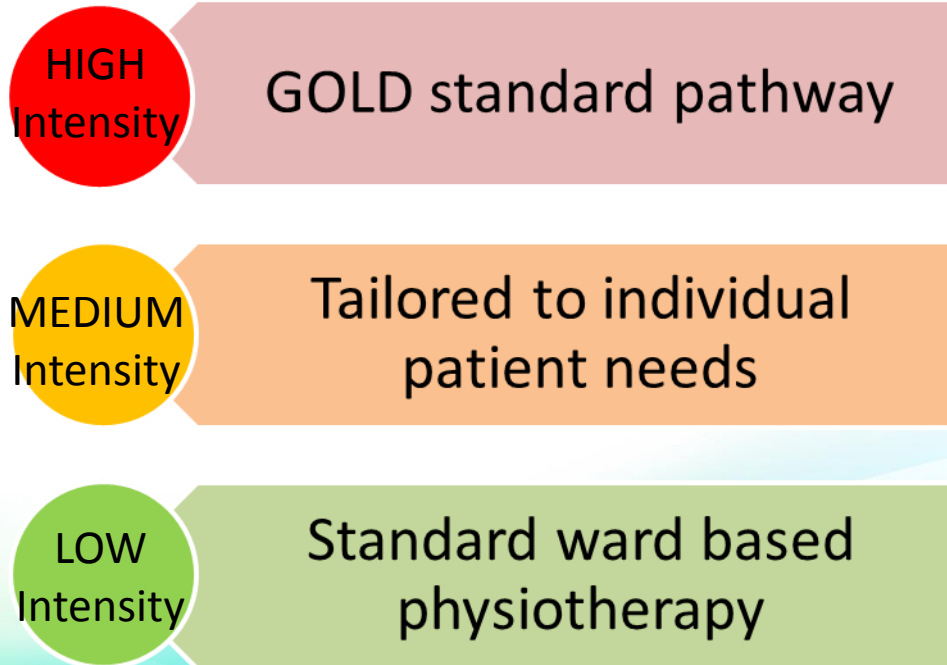 HIGH
Intensity
GOLD standard pathway
MEDIUM
Intensity
Tailored to individual
patient needs
LOW
Intensity
Standard ward based
physiotherapy